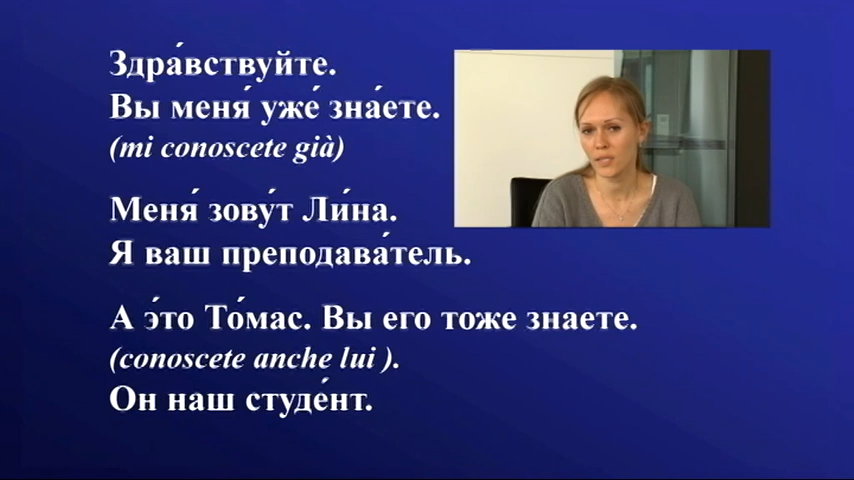 Здра́вствуйте.
Вы меня́ уже́ зна́ете.
(mi conoscete già)
Меня́ зову́т Ли́на.
Я ваш преподава́тель.
А э́то То́мас. Вы его тоже знаете.
(conoscete anche lui ).
Он наш студе́нт.